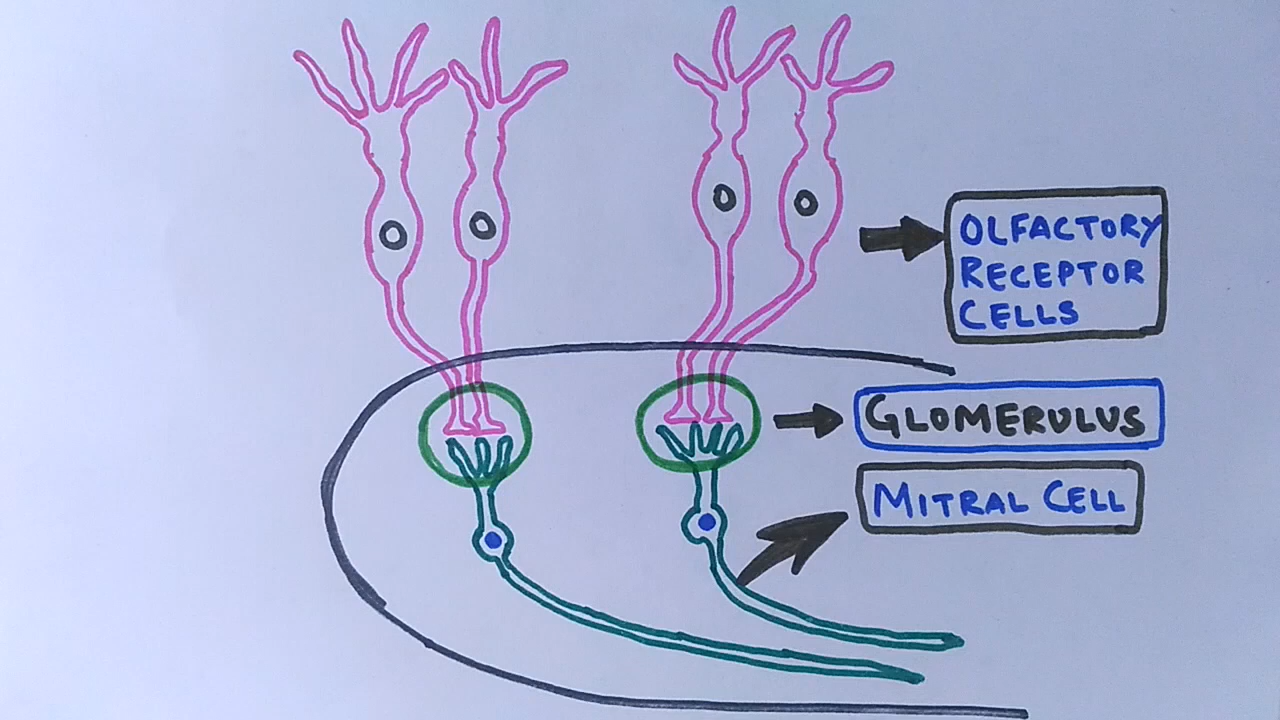 OLFACTORY
RECEPTOR
CELLS
GLOMERULUS
MITRAL CELL